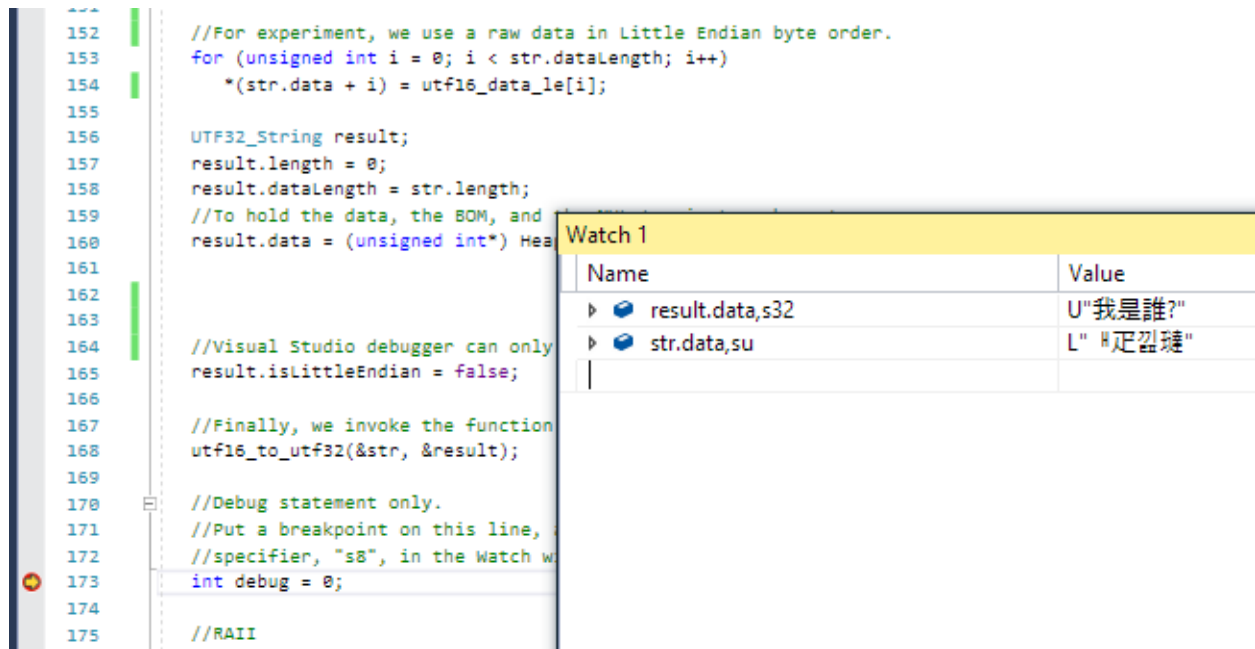 152 //For experiment, we use a raw data in Little Endian byte order.
153 for (unsigned int i = 0; i < str.dataLength; i++)
154 *(str.data + i) = utf16_data_le[i];
155
156 UTF32_String result;
157 result.length = 0;
158 result.dataLength = str.length;
159 //To hold the data, the BOM, and
160 result.data = (unsigned int*) Hea
161
162
163
164 //Visual Studio debugger can only
165 result.isLittleEndian = false;
166
167 //Finally, we invoke the function
168 utf16_to_utf32(&str, &result);
169
170 //Debug statement only.
171 //Put a breakpoint on this line,
172 //specifier, "s8", in the Watch
173 int debug = 0;
174
175 //RAII
Watch 1
Name Value
result.data,s32 U"我是誰?"
str.data,su